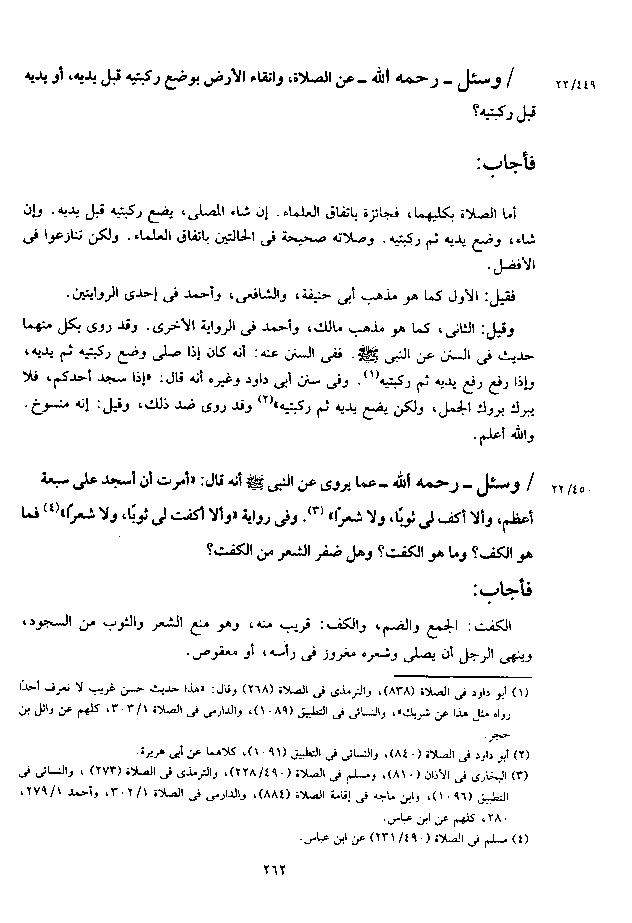 ٢٢/٤٤٩ / وسئل ـ رحمه الله ـ عن الصلاة، واتقاء الأرض بوضع ركبتيه قبل يديه، أو يديه
قبل ركبتيه؟
فأجاب:
أما الصلاة بكليهما، فجائزة باتفاق العلماء. إن شاء المصلى، يضع ركبتيه قبل يديه. وإن
شاء، وضع يديه ثم ركبتيه. وصلاته صحيحة فى الحالتين باتفاق العلماء. ولكن تنازعوا فى
الأفضل.
فقيل: الأول كما هو مذهب أبى حنيفة، والشافعى، وأحمد فى إحدى الروايتين.
وقيل: الثانى، كما هو مذهب مالك، وأحمد فى الرواية الأخرى. وقد روى بكل منهما
حديث فى السنن عن النبى ﷺ. ففى السنن عنه: أنه كان إذا صلى وضع ركبتيه ثم يديه،
وإذا رفع رفع يديه ثم ركبتيه(١). وفى سنن أبى داود وغيره أنه قال: «إذا سجد أحدكم، فلا
يبرك بروك الجمل، ولكن يضع يديه ثم ركبتيه»(٢) وقد روى ضد ذلك، وقيل: إنه منسوخ.
والله أعلم.
٢٢/٤٥٠ / وسئل ـ رحمه الله ـ عما يروى عن النبى ﷺ أنه قال: «أمرت أن أسجد على سبعة
أعظم، وألا أكف لى ثوبًا، ولا شعرًا» (٣). وفى رواية «وألا أكفت لى ثوبًا، ولا شعرًا»(٤) فما
هو الكف؟ وما هو الكفت؟ وهل ضفر الشعر من الكفت؟
فأجاب:
الكفت: الجمع والضم، والكف: قريب منه، وهو منع الشعر والثوب من السجود،
وينهى الرجل أن يصلى وشعره مغروز فى رأسه، أو معقوص.
(١) أبو داود فى الصلاة (٨٣٨)، والترمذى فى الصلاة (٢٦٨) وقال: «هذا حديث حسن غريب لا نعرف أحدًا
رواه مثل هذا عن شريك»، والنسائى فى التطبيق (١٠٨٩)، والدارمى فى الصلاة ٣٠٣/١، كلهم عن وائل بن
حجر.
(٢) أبو داود فى الصلاة (٨٤٠)، والنسائى فى التطبيق (١٠٩١)، كلاهما عن أبى هريرة.
(٣) البخارى فى الأذان (٨١٠)، ومسلم فى الصلاة (٢٢٨/٤٩٠)، والترمذى فى الصلاة (٢٧٣) ، والنسائى فى
التطبيق (١٠٩٦)، وابن ماجه فى إقامة الصلاة (٨٨٤)، والدارمى فى الصلاة ٣٠٢/١، وأحمد ٢٧٩/١،
٢٨٠، كلهم عن ابن عباس.
(٤) مسلم فى الصلاة (٢٣١/٤٩٠) عن ابن عباس.
٢٦٢